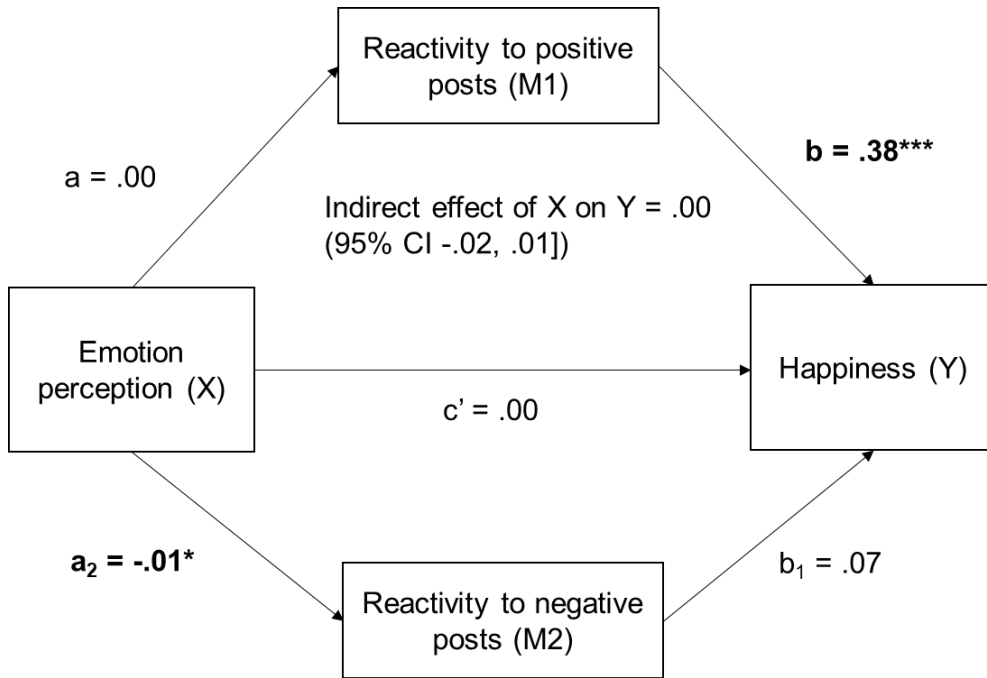 Reactivity to positive
posts (M1)
a = .00
b = .38***
Indirect effect of X on Y = .00
(95% CI -.02, .01])
Emotion
perception (X)
Happiness (Y)
c’ = .00
a₂ = -.01*
b₁ = .07
Reactivity to negative
posts (M2)